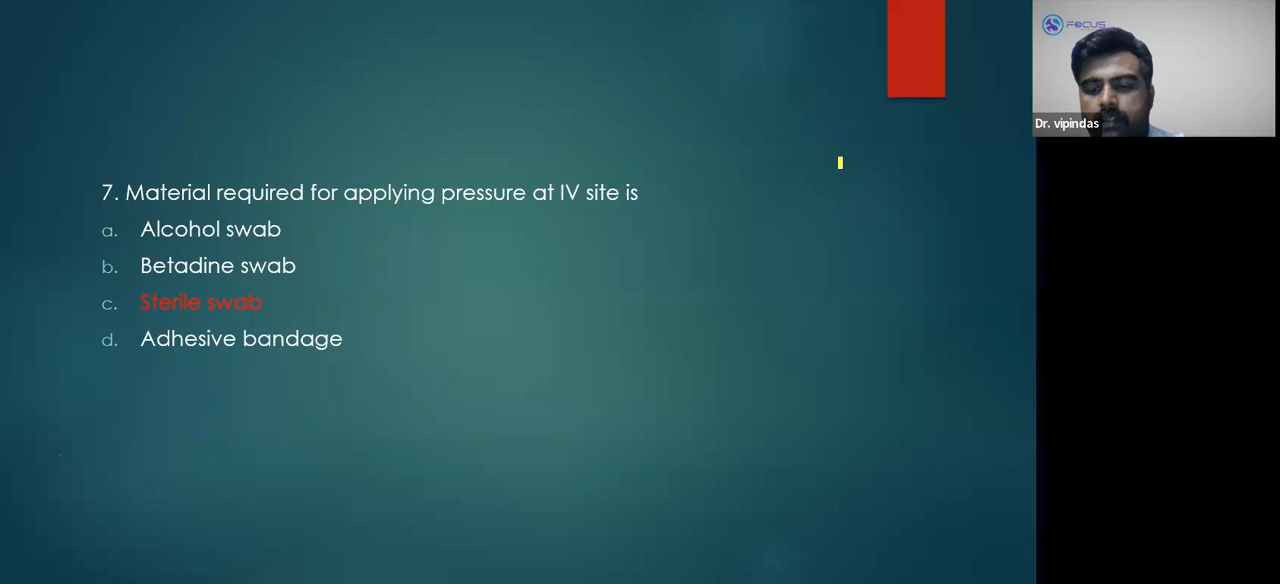 FOCUS
Dr. vipindas
7. Material required for applying pressure at IV site is
a. Alcohol swab
b. Betadine swab
c. Sterile swab
d. Adhesive bandage